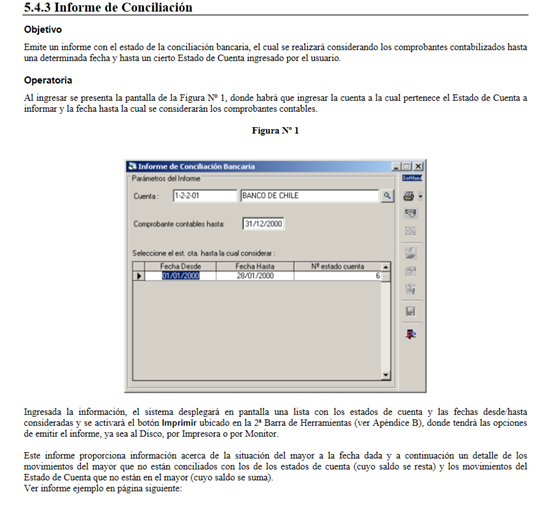 5.4.3 Informe de Conciliación
Objetivo
Emite un informe con el estado de la conciliación bancaria, el cual se realizará considerando los comprobantes contabilizados hasta
una determinada fecha y hasta un cierto Estado de Cuenta ingresado por el usuario.
Operatoria
Al ingresar se presenta la pantalla de la Figura Nº 1, donde habrá que ingresar la cuenta a la cual pertenece el Estado de Cuenta a
informar y la fecha hasta la cual se considerarán los comprobantes contables.
Figura Nº 1
Informe de Conciliación Bancaria
Parámetros del Informe
Softland
Cuenta : 1-2-2-01 BANCO DE CHILE
Comprobante contables hasta: 31/12/2000
Seleccione el est. cta. hasta la cual considerar :
Fecha Desde Fecha Hasta Nº estado cuenta
01/01/2000 28/01/2000 6
Ingresada la información, el sistema desplegará en pantalla una lista con los estados de cuenta y las fechas desde/hasta
consideradas y se activará el botón Imprimir ubicado en la 2ª Barra de Herramientas (ver Apéndice B), donde tendrá las opciones
de emitir el informe, ya sea al Disco, por Impresora o por Monitor.
Este informe proporciona información acerca de la situación del mayor a la fecha dada y a continuación un detalle de los
movimientos del mayor que no están conciliados con los de los estados de cuenta (cuyo saldo se resta) y los movimientos del
Estado de Cuenta que no están en el mayor (cuyo saldo se suma).
Ver informe ejemplo en página siguiente: